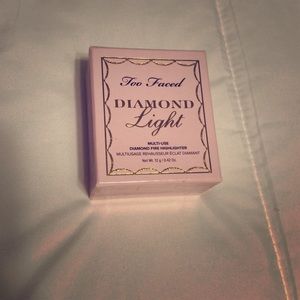 Too Faced
DIAMOND
Light
MULTI-USE
DIAMOND FIRE HIGHLIGHTER
MULTIUSAGE REHAUSSEUR ÉCLAT DIAMANT
Net Wt. 12 g / 0.42 Oz.